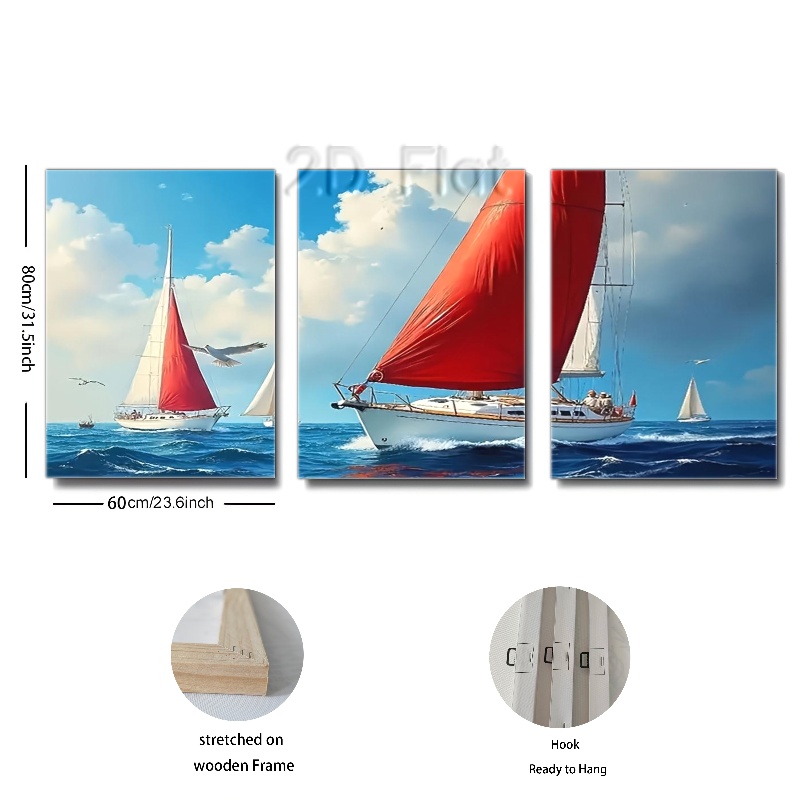 2D Flat
80cm/31.5inch
60cm/23.6inch
stretched on
wooden Frame
Hook
Ready to Hang